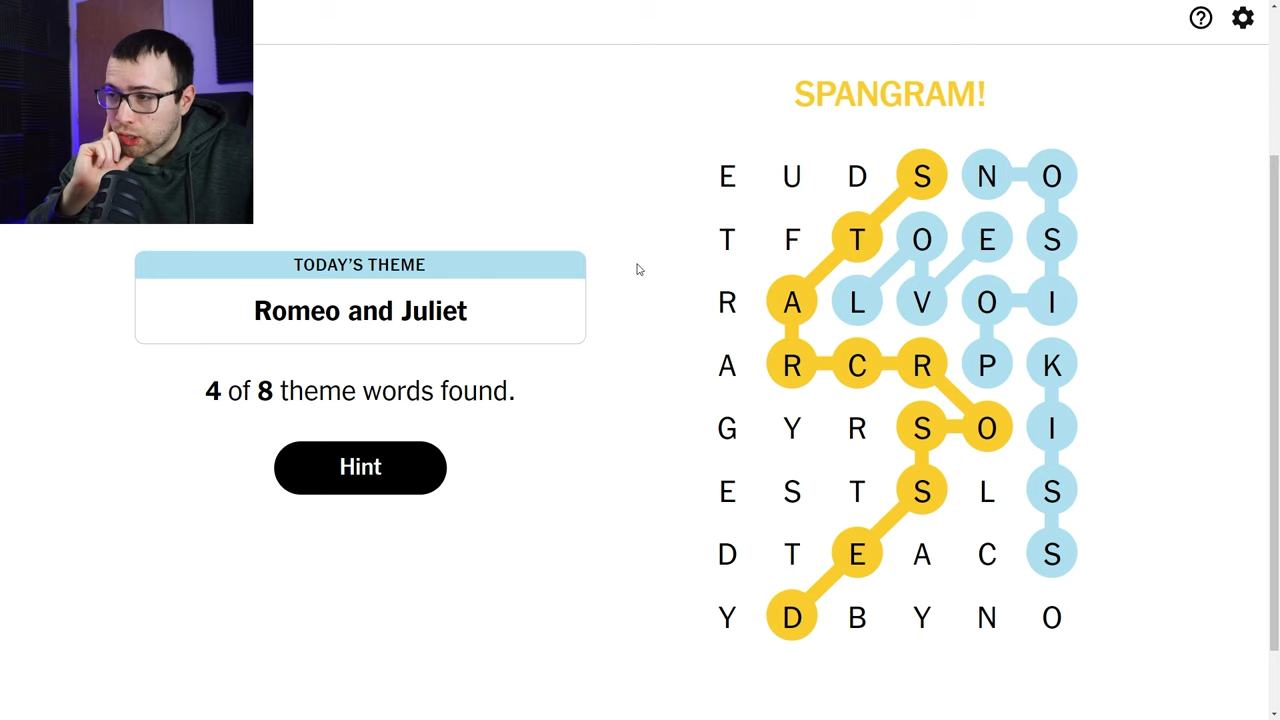 SPANGRAM!
E U D S N O
T F T O E S
TODAY'S THEME
Romeo and Juliet
R A L V O I
A R C R P K
4 of 8 theme words found.
G Y R S O I
Hint
E S T S L S
D T E A C S
Y D B Y N O